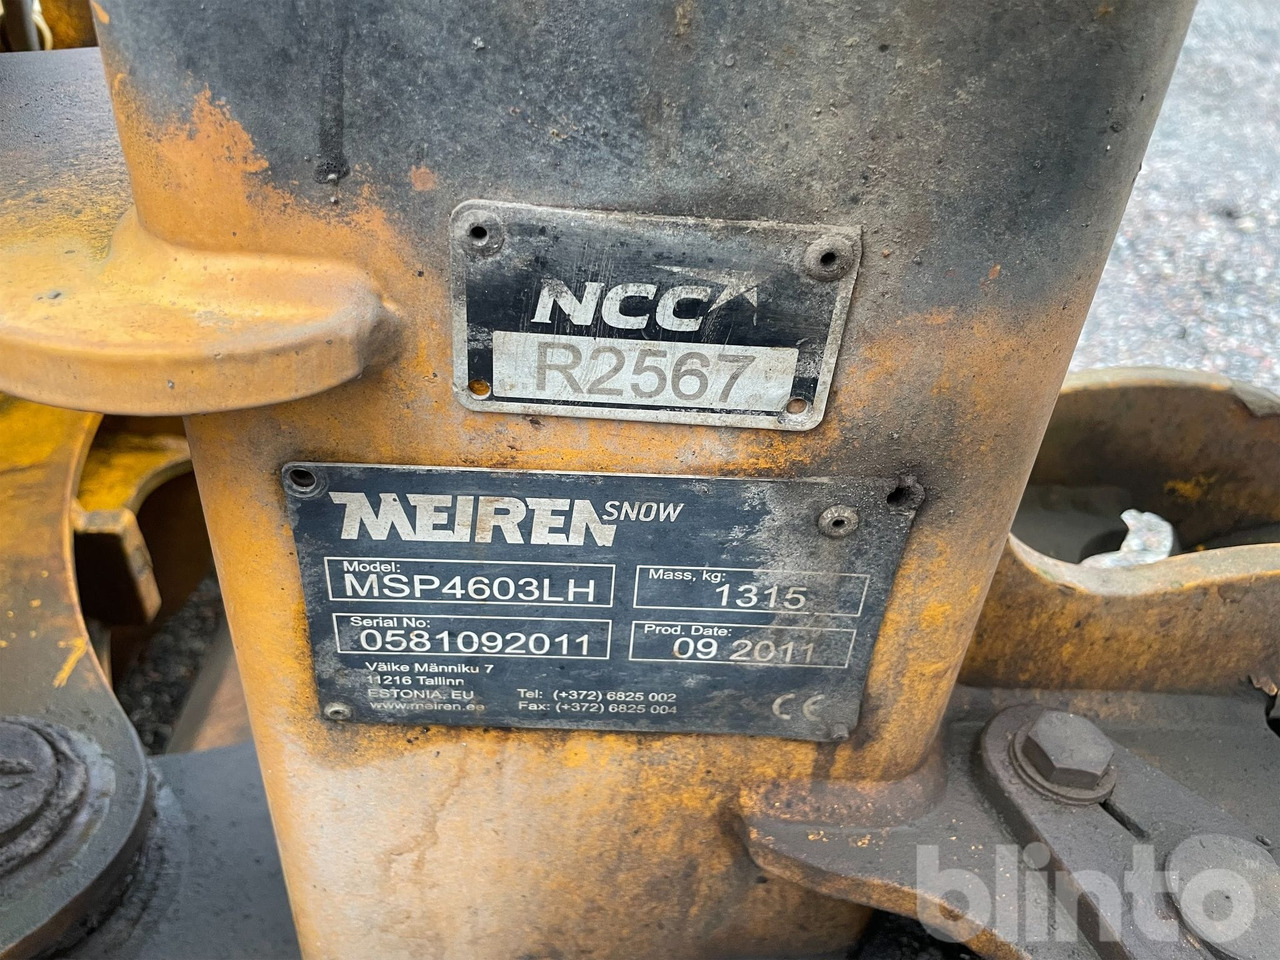 NCC
R2567
MEIREN SNOW
Model:
MSP4603LH
Mass, kg:
1315
Serial No:
0581092011
Prod. Date:
09 2011
Väike Männiku 7
11216 Tallinn
ESTONIA, EU
www.meiren.ee
Tel: (+372) 6825 002
Fax: (+372) 6825 004
CE
blinto™